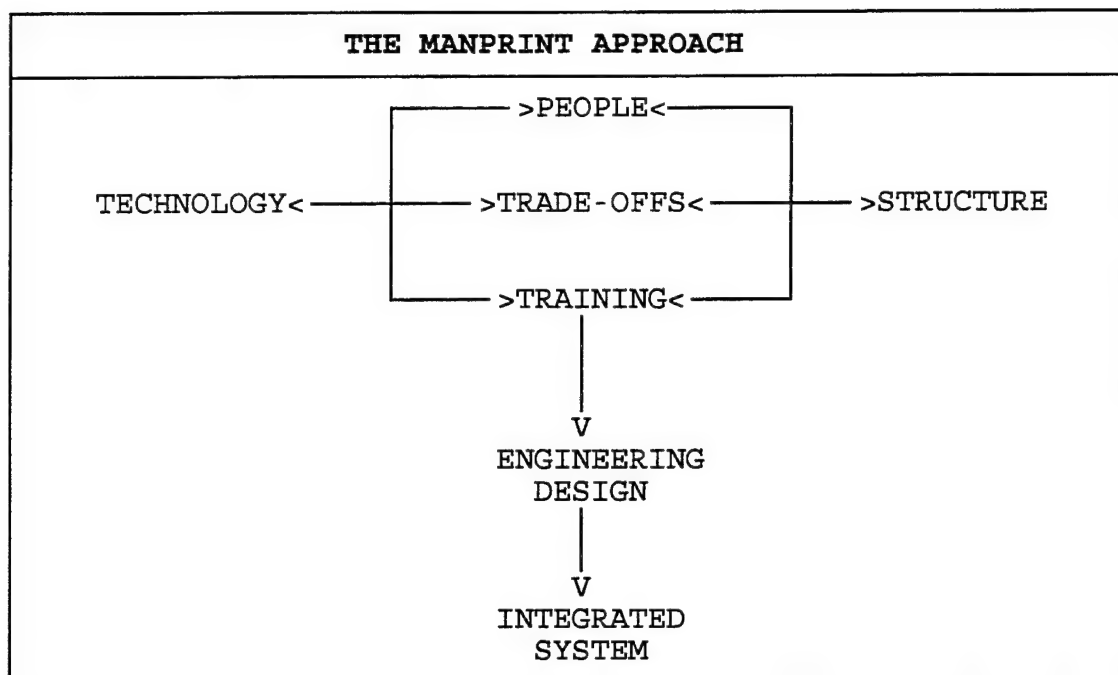 THE MANPRINT APPROACH
>PEOPLE<
TECHNOLOGY< >TRADE-OFFS< >STRUCTURE
>TRAINING<
V
ENGINEERING
DESIGN
V
INTEGRATED
SYSTEM